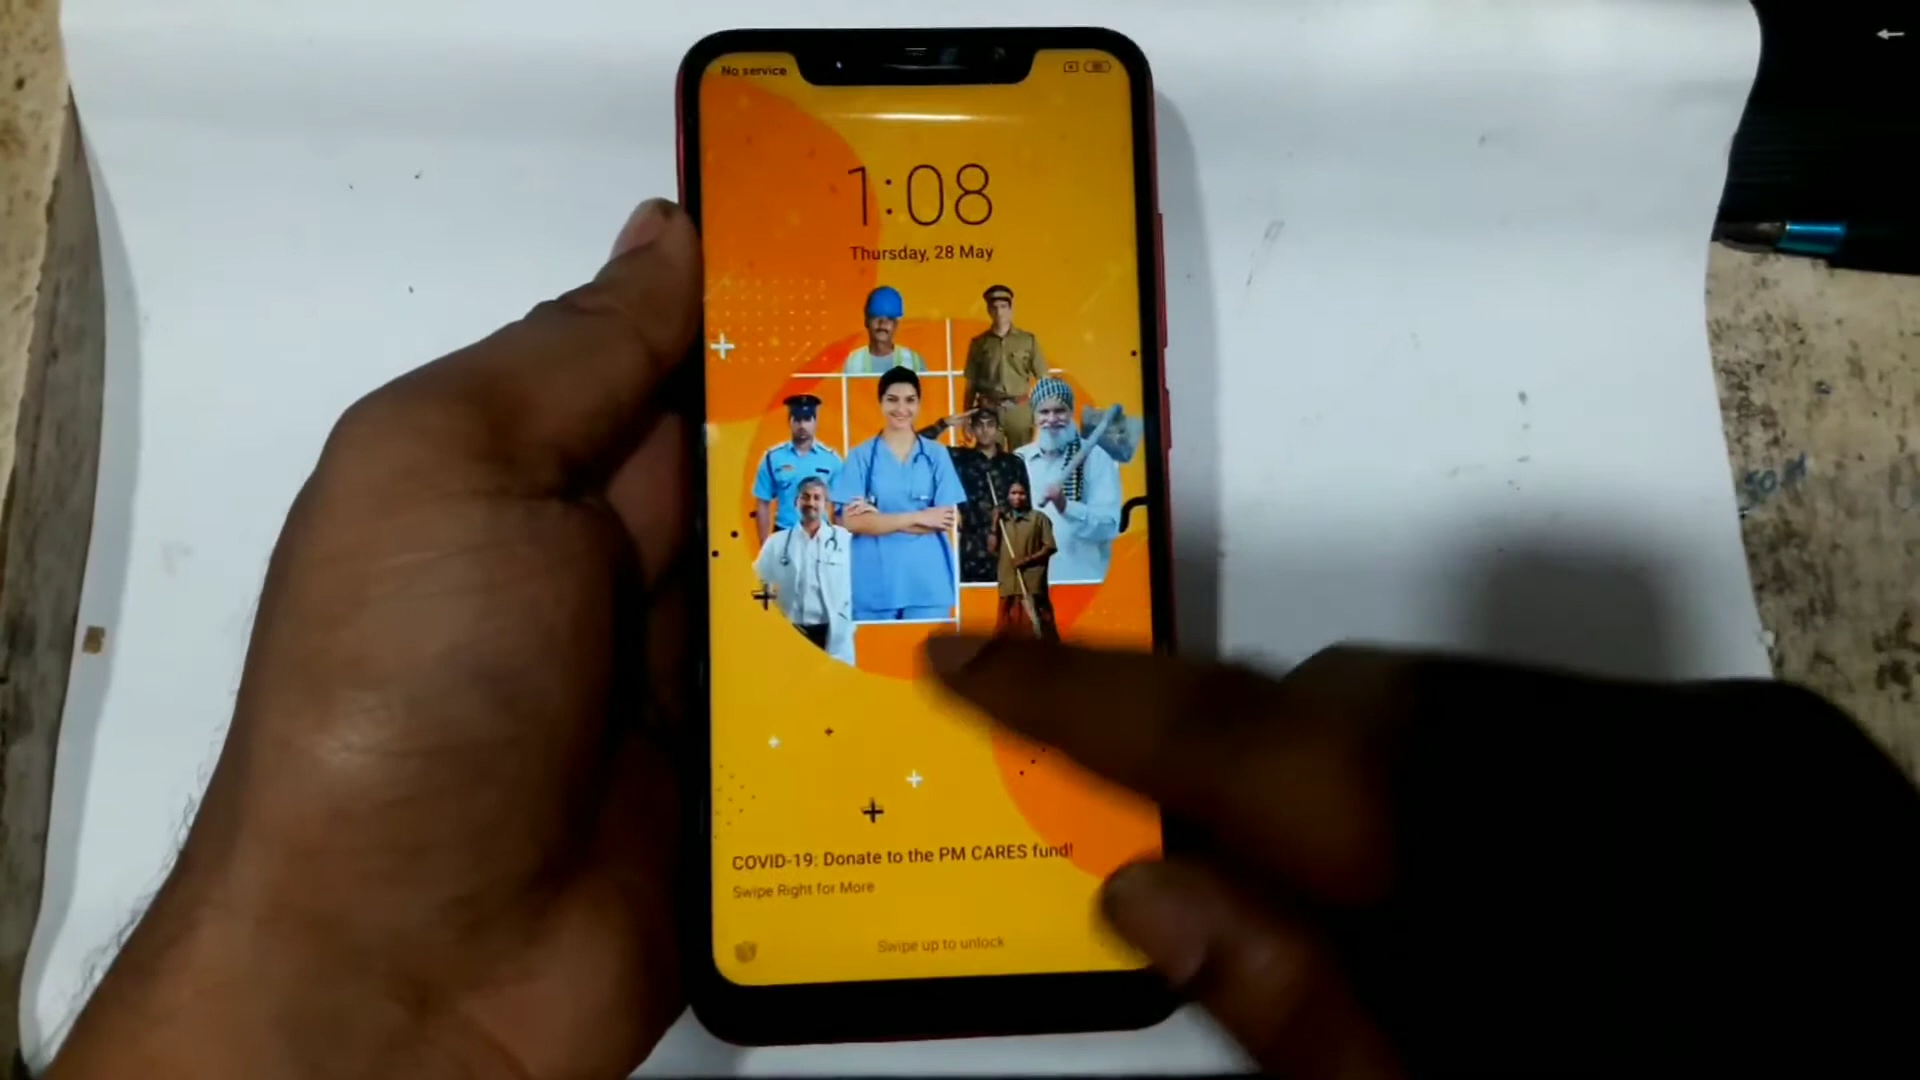 No service
1:08
Thursday, 28 May
COVID-19: Donate to the PM CARES fund!
Swipe Right for More
Swipe up to unlock